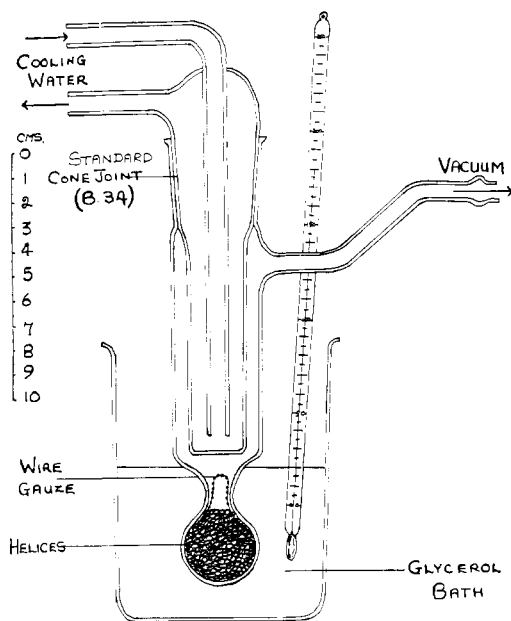 COOLING
WATER
CMS.
0
1
2
3
4
5
6
7
8
9
10
STANDARD
CONE JOINT
(B.34)
VACUUM
WIRE
GAUZE
HELICES
GLYCEROL
BATH